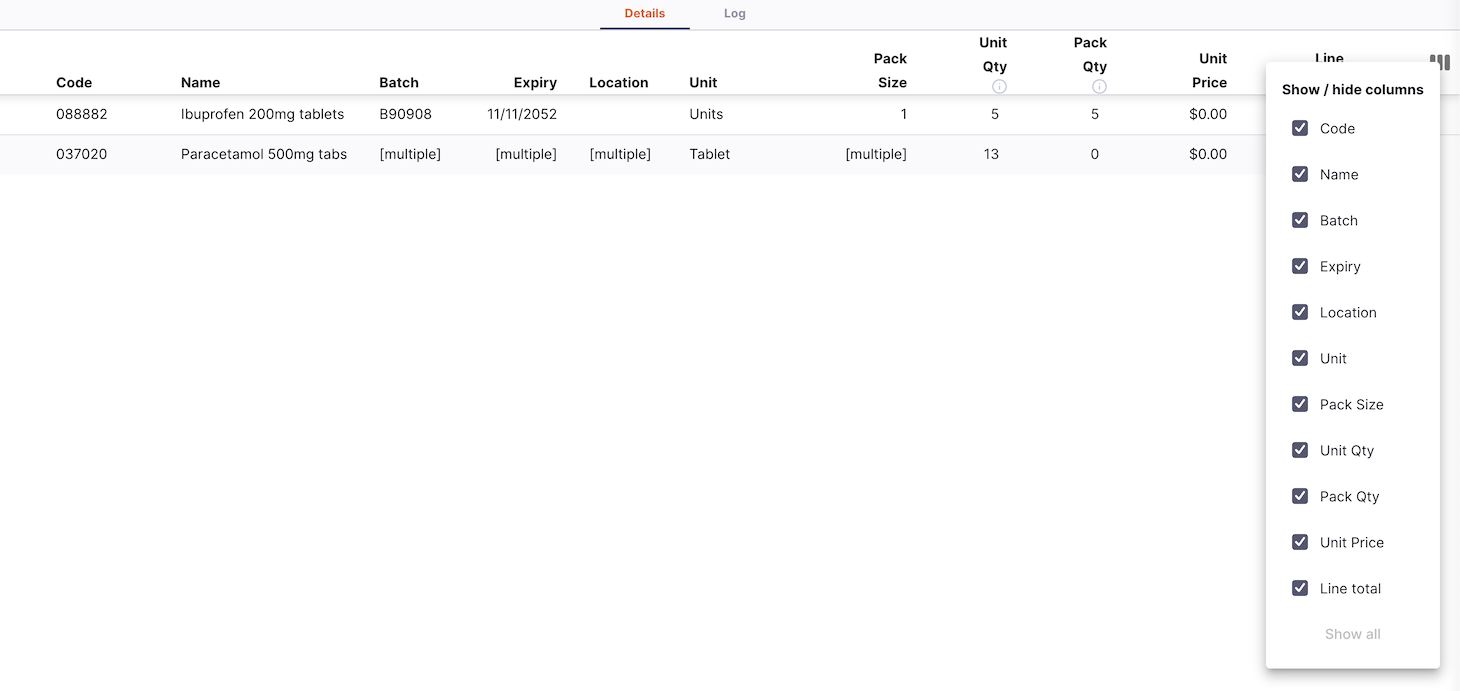 Details Log
Code Name Batch Expiry Location Unit Pack Size Unit Qty Pack Qty Unit Price Line
088882 Ibuprofen 200mg tablets B90908 11/11/2052 Units 1 5 5 $0.00
037020 Paracetamol 500mg tabs [multiple] [multiple] [multiple] Tablet [multiple] 13 0 $0.00
Show / hide columns
Code
Name
Batch
Expiry
Location
Unit
Pack Size
Unit Qty
Pack Qty
Unit Price
Line total
Show all